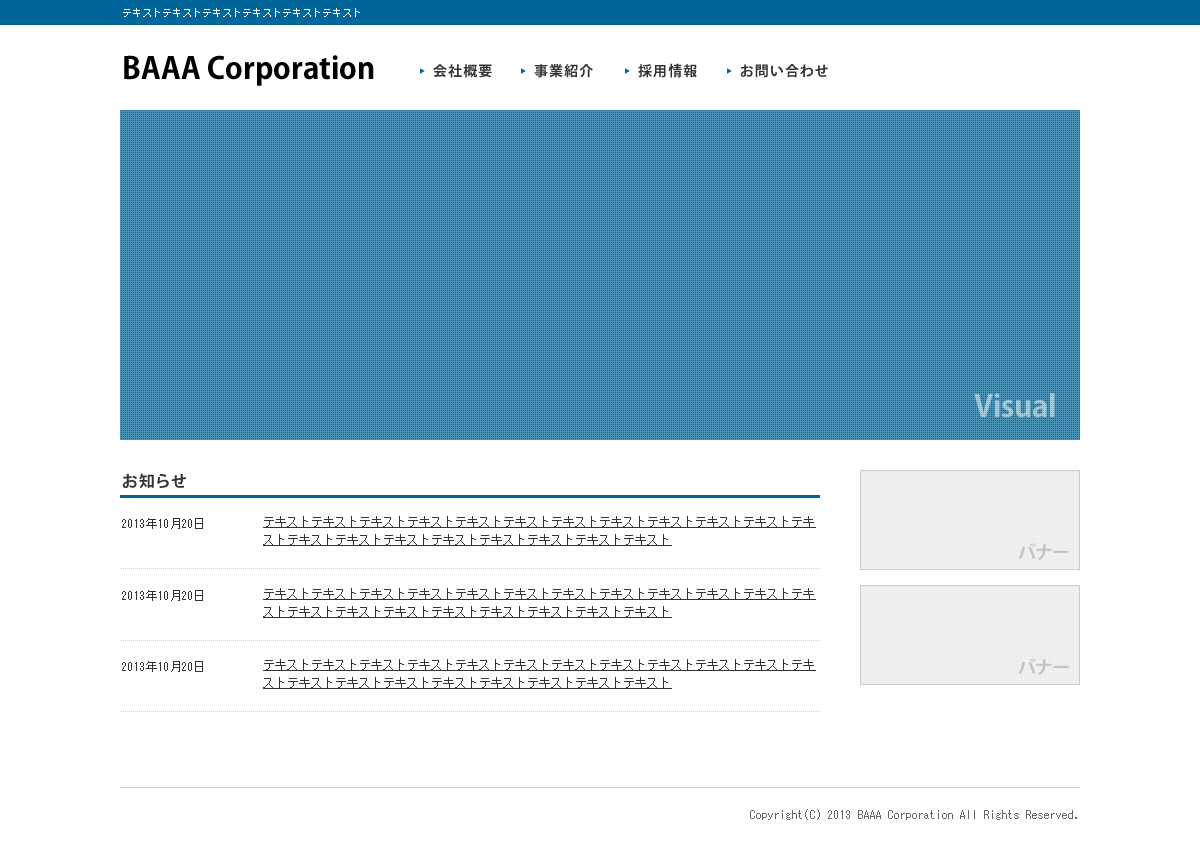 テキストテキストテキストテキストテキストテキスト
BAAA Corporation
会社概要
事業紹介
採用情報
お問い合わせ
Visual
お知らせ
2013年10月20日
テキストテキストテキストテキストテキストテキストテキストテキストテキストテキストテキストテキ
ストテキストテキストテキストテキストテキストテキストテキストテキスト
2013年10月20日
テキストテキストテキストテキストテキストテキストテキストテキストテキストテキストテキストテキ
ストテキストテキストテキストテキストテキストテキストテキストテキスト
2013年10月20日
テキストテキストテキストテキストテキストテキストテキストテキストテキストテキストテキストテキ
ストテキストテキストテキストテキストテキストテキストテキストテキスト
バナー
バナー
Copyright(C) 2013 BAAA Corporation All Rights Reserved.